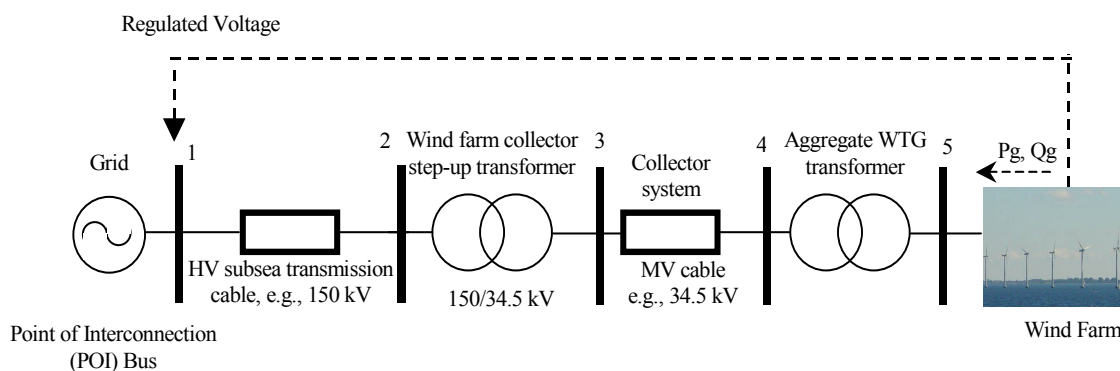 Regulated Voltage
Grid
1
HV subsea transmission
cable, e.g., 150 kV
2
Wind farm collector
step-up transformer
150/34.5 kV
3
Collector
system
MV cable
e.g., 34.5 kV
4
Aggregate WTG
transformer
5
Pg, Qg
Wind Farm
Point of Interconnection
(POI) Bus